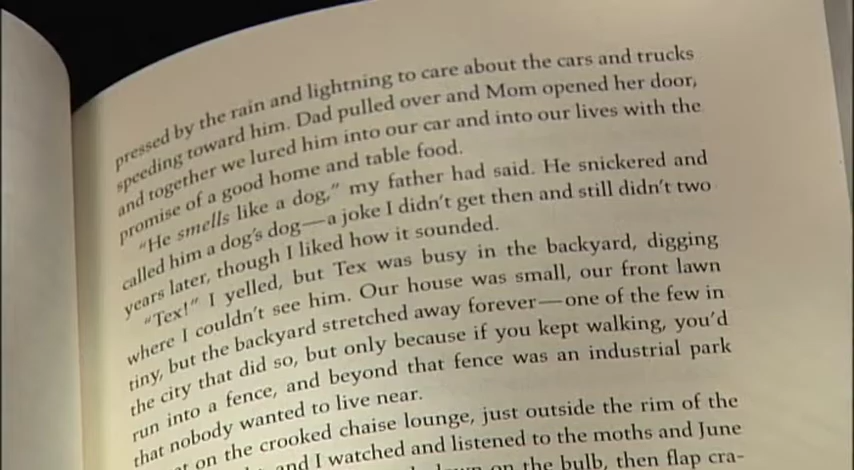 pressed by the rain and lightning to care about the cars and trucks
speeding toward him. Dad pulled over and Mom opened her door,
and together we lured him into our car and into our lives with the
promise of a good home and table food.
"He smells like a dog," my father had said. He snickered and
called him a dog's dog—a joke I didn't get then and still didn't two
years later, though I liked how it sounded.
"Tex!" I yelled, but Tex was busy in the backyard, digging
where I couldn't see him. Our house was small, our front lawn
tiny, but the backyard stretched away forever—one of the few in
the city that did so, but only because if you kept walking, you'd
run into a fence, and beyond that fence was an industrial park
that nobody wanted to live near.
on the crooked chaise lounge, just outside the rim of the
and I watched and listened to the moths and June
on the bulb, then flap cra-